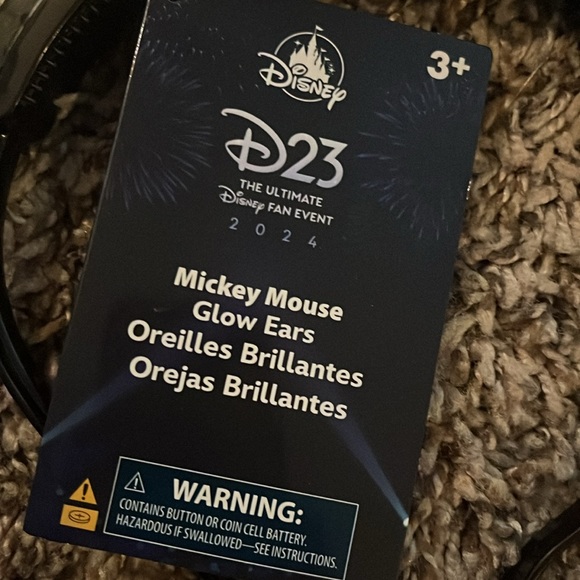 Disney
3+
D23
THE ULTIMATE
Disney FAN EVENT
2024
Mickey Mouse
Glow Ears
Oreilles Brillantes
Orejas Brillantes
WARNING:
CONTAINS BUTTON OR COIN CELL BATTERY.
HAZARDOUS IF SWALLOWED—SEE INSTRUCTIONS.